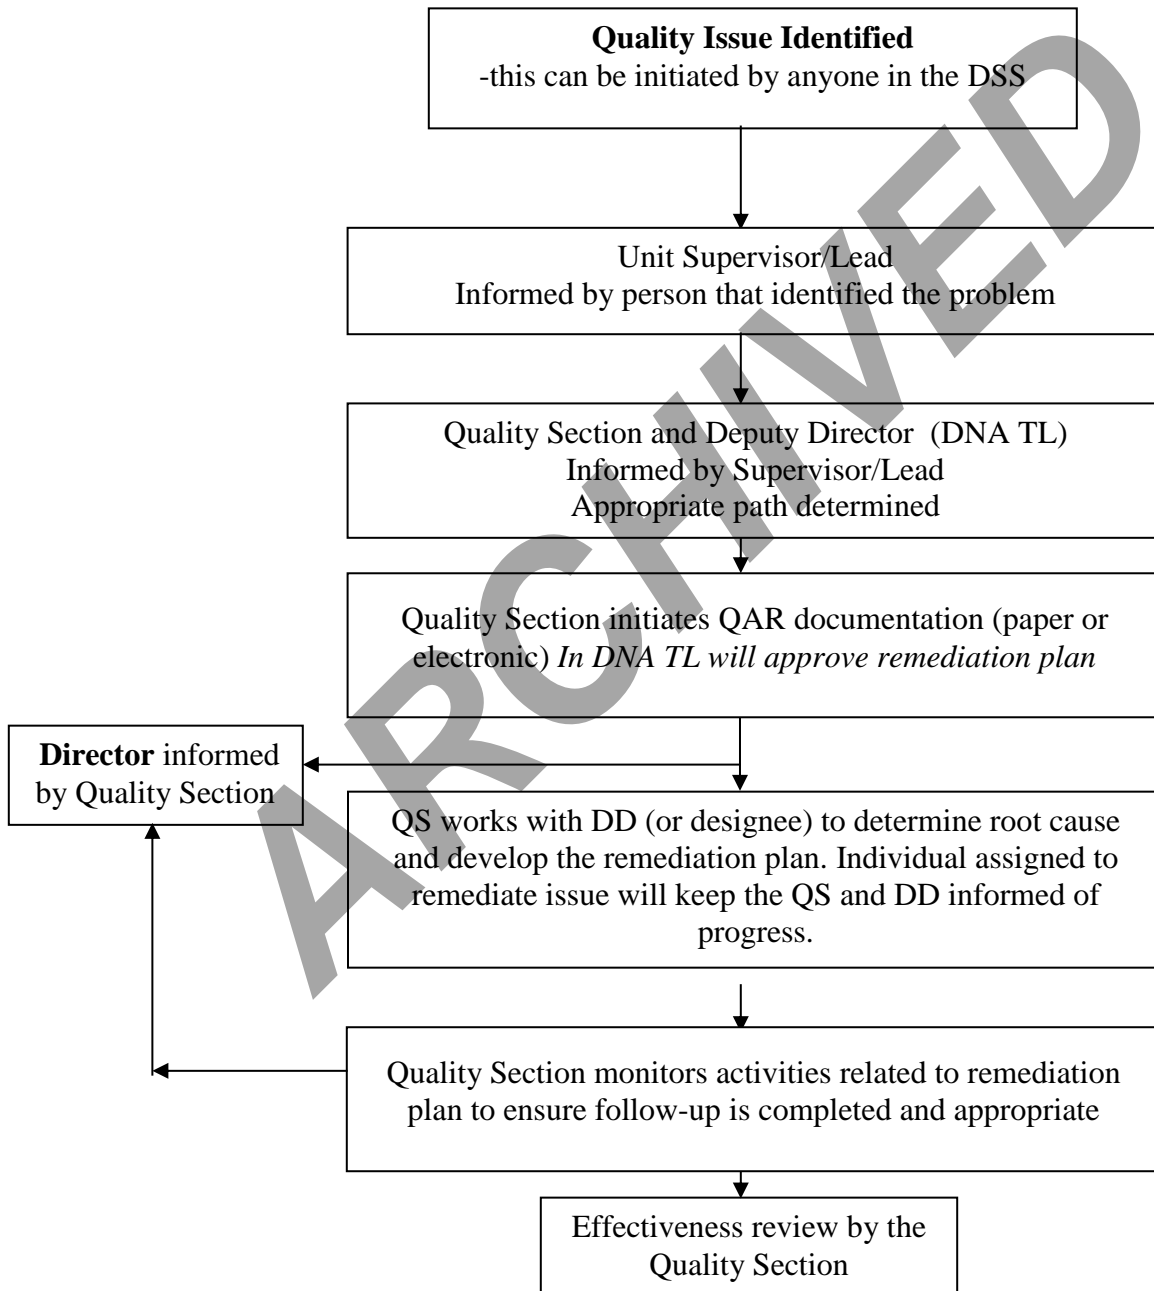 Quality Issue Identified
-this can be initiated by anyone in the DSS
Unit Supervisor/Lead
Informed by person that identified the problem
Quality Section and Deputy Director (DNA TL)
Informed by Supervisor/Lead
Appropriate path determined
Quality Section initiates QAR documentation (paper or
electronic) In DNA TL will approve remediation plan
Director informed
by Quality Section
QS works with DD (or designee) to determine root cause
and develop the remediation plan. Individual assigned to
remediate issue will keep the QS and DD informed of
progress.
Quality Section monitors activities related to remediation
plan to ensure follow-up is completed and appropriate
Effectiveness review by the
Quality Section
ARCHIVED